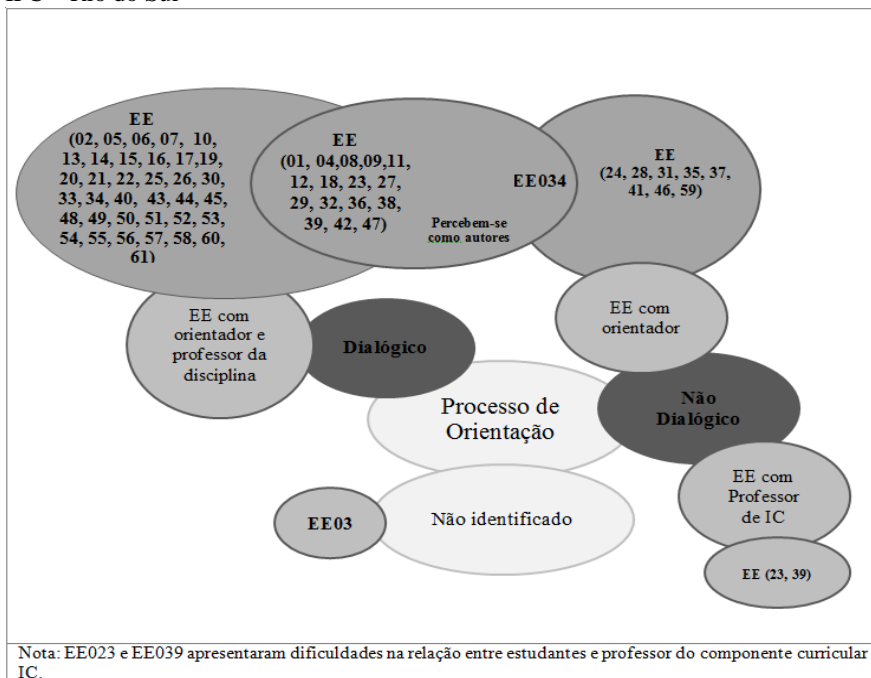 EE
(02, 05, 06, 07, 10,
13, 14, 15, 16, 17,19,
20, 21, 22, 25, 26, 30,
33, 34, 40, 43, 44, 45,
48, 49, 50, 51, 52, 53,
54, 55, 56, 57, 58, 60,
61)
EE
(01, 04,08,09,11,
12, 18, 23, 27,
29, 32, 36, 38,
39, 42, 47)
EE034
Percebem-se
como autores
EE
(24, 28, 31, 35, 37,
41, 46, 59)
EE com
orientador e
professor da
disciplina
Dialógico
EE com
orientador
Processo de
Orientação
Não
Dialógico
EE com
Professor
de IC
EE03
Não identificado
EE (23, 39)
Nota: EE023 e EE039 apresentaram dificuldades na relação entre estudantes e professor do componente curricular
IC.